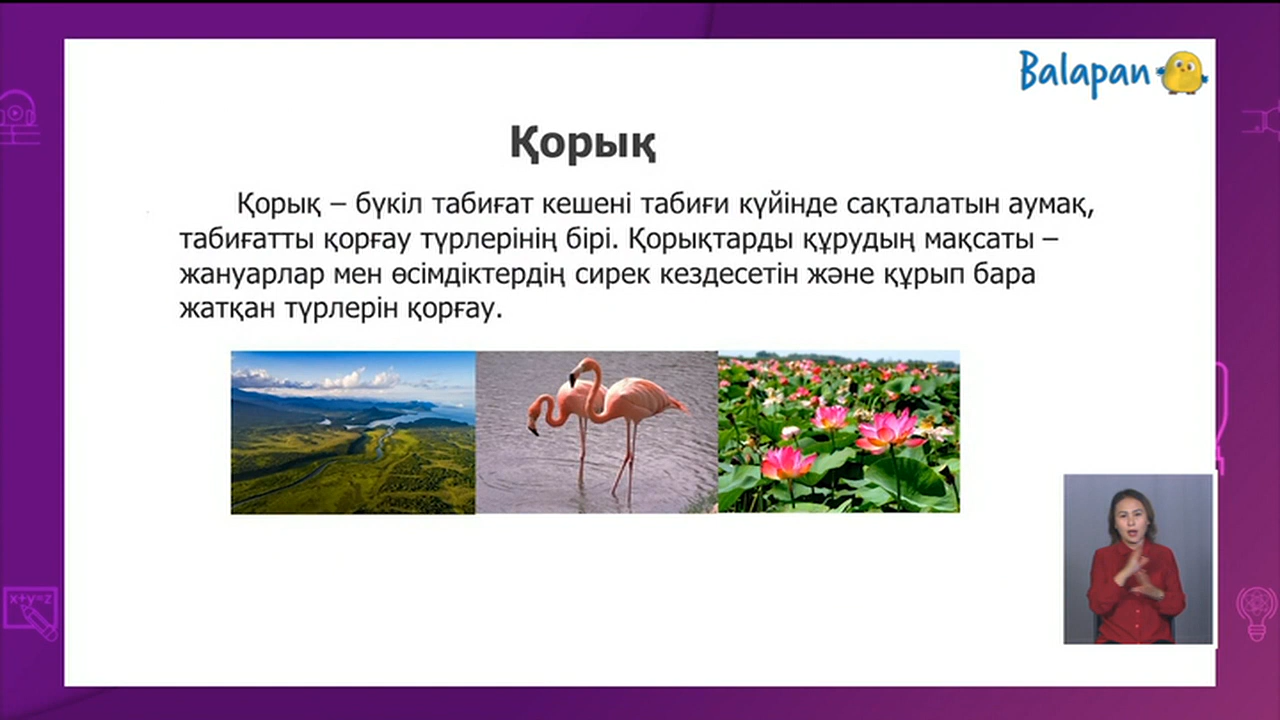 Balapan
Қорық
Қорық – бүкіл табиғат кешені табиғи күйінде сақталатын аумақ,
табиғатты қорғау түрлерінің бірі. Қорықтарды құрудың мақсаты –
жануарлар мен өсімдіктердің сирек кездесетін және құрып бара
жатқан түрлерін қорғау.
x+y=z